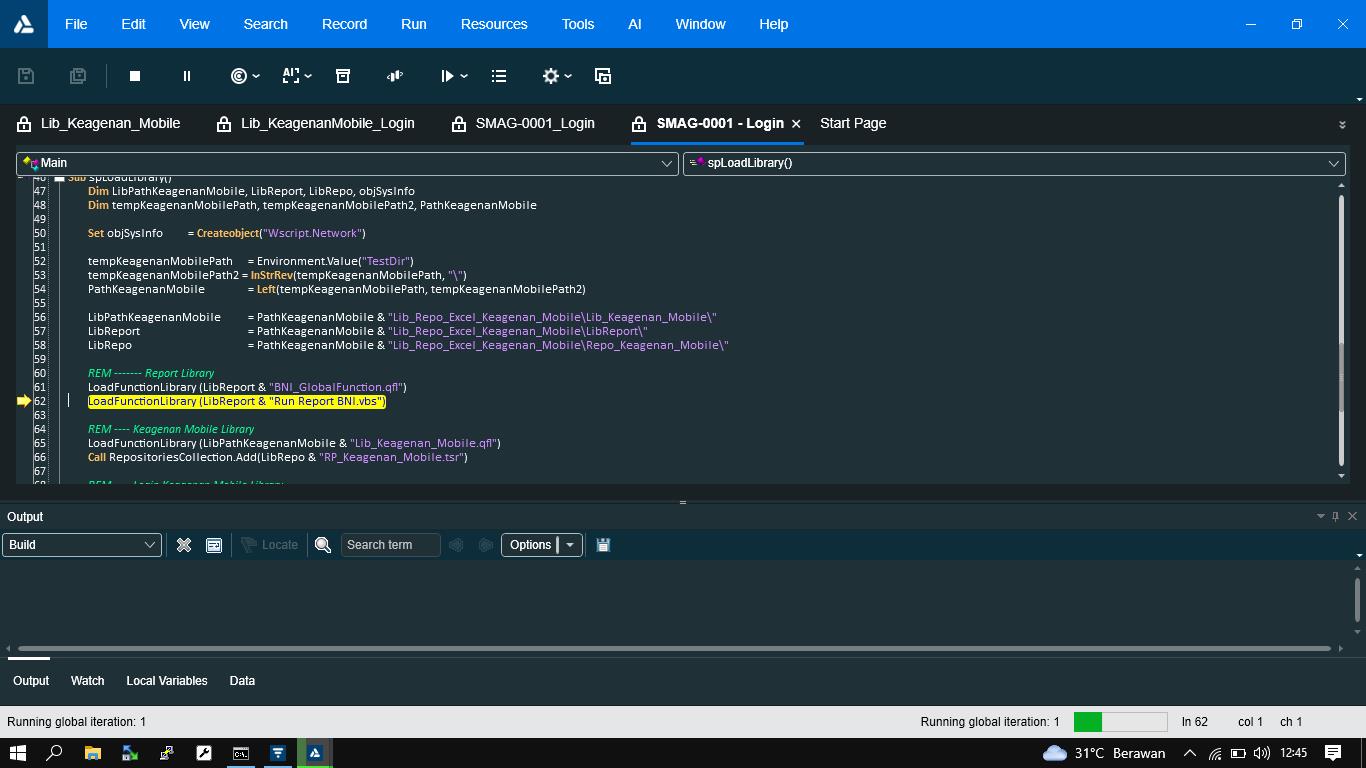 File Edit View Search Record Run Resources Tools AI Window Help
Lib_Keagenan_Mobile Lib_KeagenanMobile_Login SMAG-0001_Login SMAG-0001 - Login Start Page
Main spLoadLibrary()
46 Sub spLoadLibrary()
47 Dim LibPathKeagenanMobile, LibReport, LibRepo, objSysInfo
48 Dim tempKeagenanMobilePath, tempKeagenanMobilePath2, PathKeagenanMobile
49
50 Set objSysInfo = Createobject("Wscript.Network")
51
52 tempKeagenanMobilePath = Environment.Value("TestDir")
53 tempKeagenanMobilePath2 = InStrRev(tempKeagenanMobilePath, "\")
54 PathKeagenanMobile = Left(tempKeagenanMobilePath, tempKeagenanMobilePath2)
55
56 LibPathKeagenanMobile = PathKeagenanMobile & "Lib_Repo_Excel_Keagenan_Mobile\Lib_Keagenan_Mobile\"
57 LibReport = PathKeagenanMobile & "Lib_Repo_Excel_Keagenan_Mobile\LibReport\"
58 LibRepo = PathKeagenanMobile & "Lib_Repo_Excel_Keagenan_Mobile\Repo_Keagenan_Mobile\"
59
60 REM ------- Report Library
61 LoadFunctionLibrary (LibReport & "BNI_GlobalFunction.qfl")
62 LoadFunctionLibrary (LibReport & "Run Report BNI.vbs")
63
64 REM ---- Keagenan Mobile Library
65 LoadFunctionLibrary (LibPathKeagenanMobile & "Lib_Keagenan_Mobile.qfl")
66 Call RepositoriesCollection.Add(LibRepo & "RP_Keagenan_Mobile.tsr")
67
68 REM ---- Login Keagenan Mobile Library
Output
Build Locate Search term Options
Output Watch Local Variables Data
Running global iteration: 1 Running global iteration: 1 ln 62 col 1 ch 1
31°C Berawan 12:45